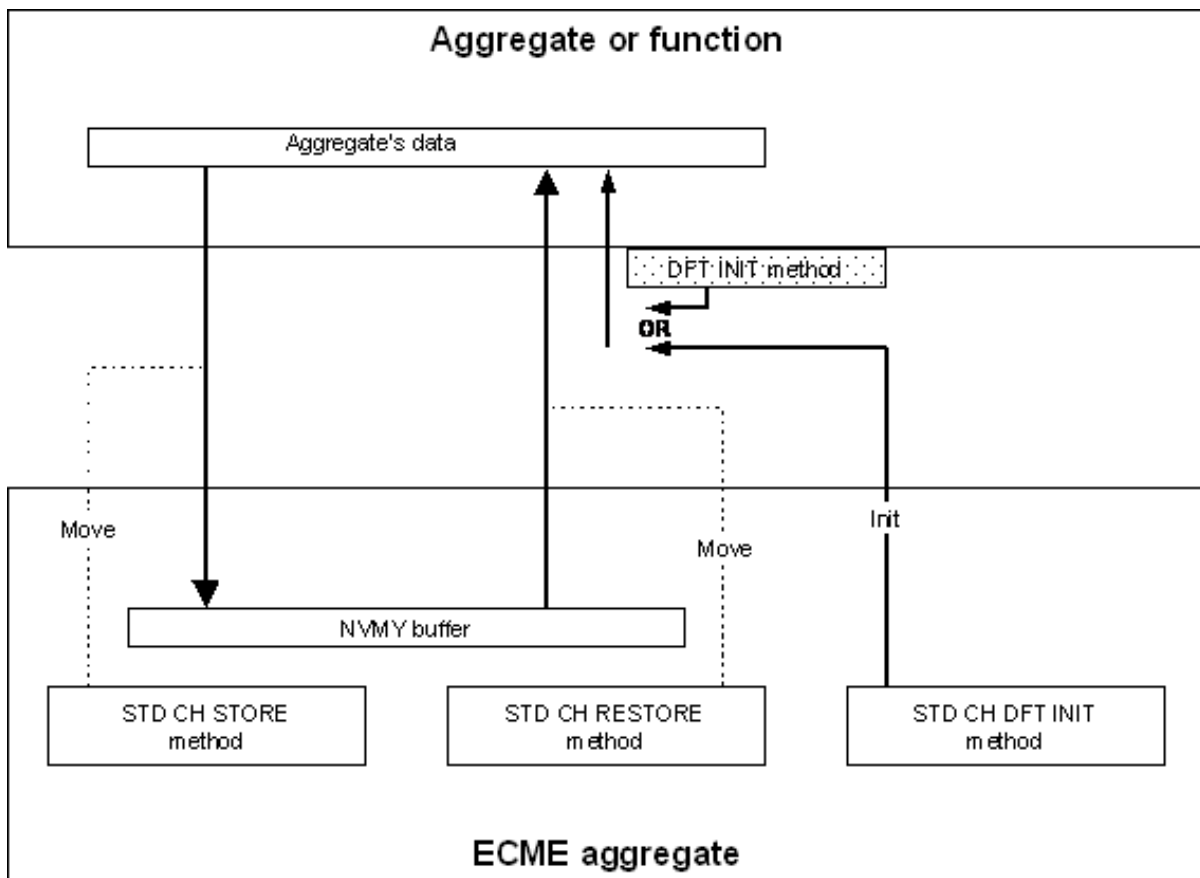 Aggregate or function
Aggregate's data
DFT INIT method
OR
Init
Move
Move
NVMY buffer
STD CH STORE
method
STD CH RESTORE
method
STD CH DFT INIT
method
ECME aggregate